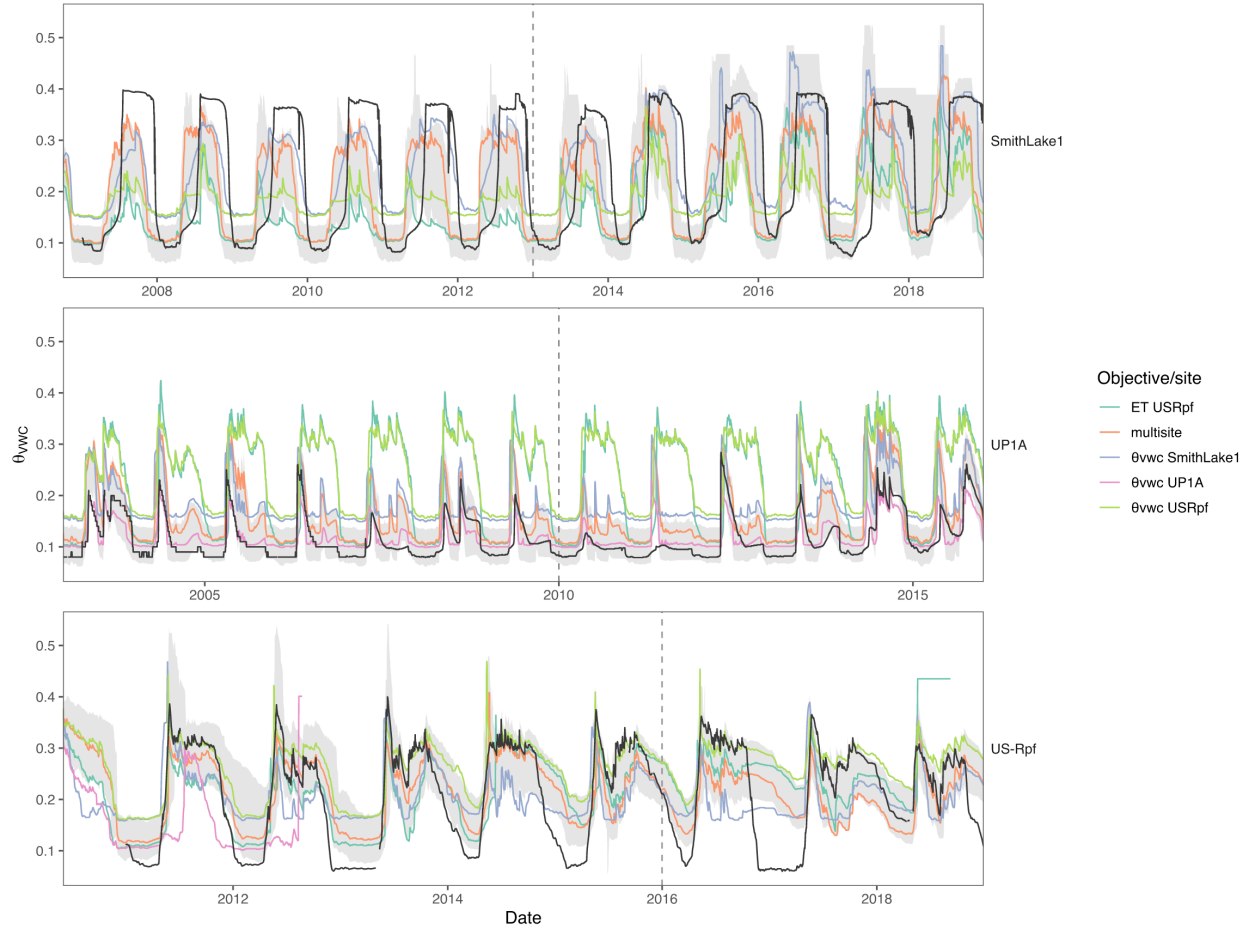 0.5
0.4
0.3
0.2
0.1
SmithLake1
2008
2010
2012
2014
2016
2018
0.5
0.4
0.3
0.2
0.1
θvwc
UP1A
2005
2010
2015
0.5
0.4
0.3
0.2
0.1
US-Rpf
2012
2014
2016
2018
Date
Objective/site
ET USRpf
multisite
θvwc SmithLake1
θvwc UP1A
θvwc USRpf